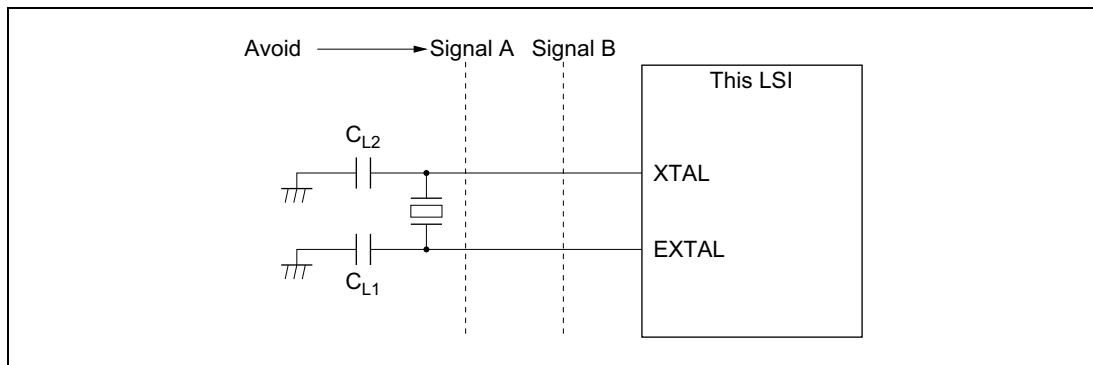 Avoid Signal A Signal B
This LSI
CL2
XTAL
EXTAL
CL1